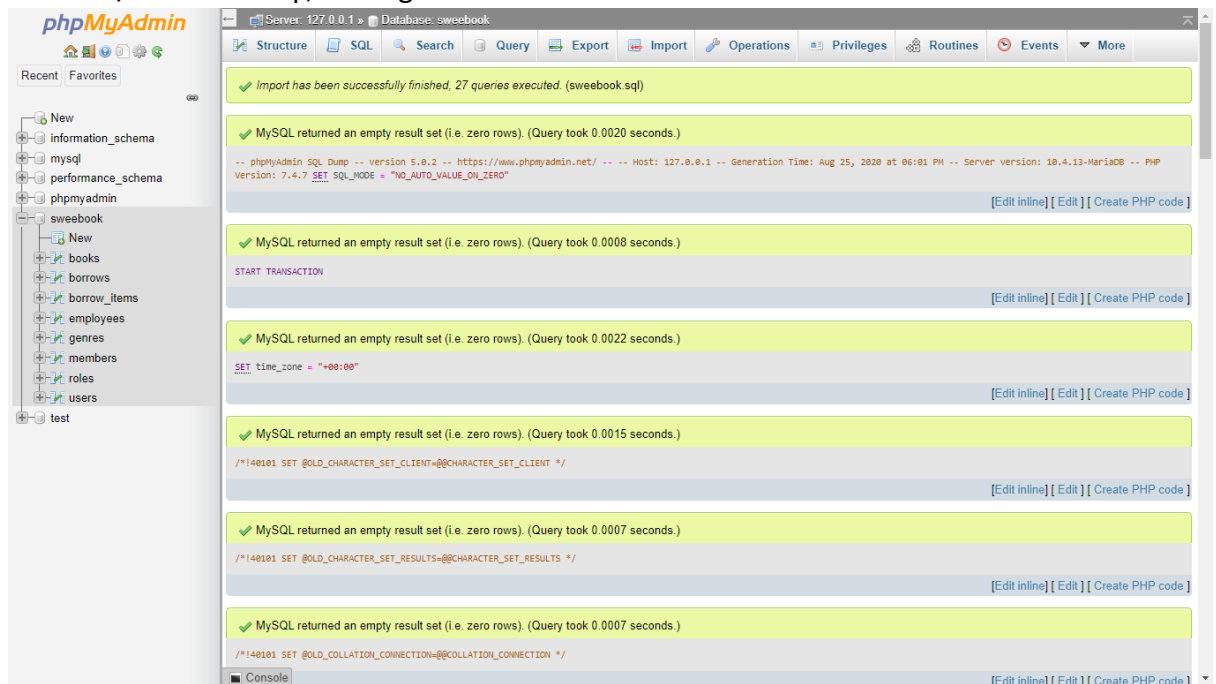 phpMyAdmin
Recent Favorites
New
information_schema
mysql
performance_schema
phpmyadmin
sweebook
New
books
borrows
borrow_items
employees
genres
members
roles
users
test
Server: 127.0.0.1 » Database: sweebook
Structure SQL Search Query Export Import Operations Privileges Routines Events More
Import has been successfully finished, 27 queries executed. (sweebook.sql)
MySQL returned an empty result set (i.e. zero rows). (Query took 0.0020 seconds.)
-- phpMyAdmin SQL Dump -- version 5.0.2 -- https://www.phpmyadmin.net/ -- -- Host: 127.0.0.1 -- Generation Time: Aug 25, 2020 at 06:01 PM -- Server version: 10.4.13-MariaDB -- PHP
Version: 7.4.7 SET SQL_MODE = "NO_AUTO_VALUE_ON_ZERO"
[Edit inline] [ Edit ] [ Create PHP code ]
MySQL returned an empty result set (i.e. zero rows). (Query took 0.0008 seconds.)
START TRANSACTION
[Edit inline] [ Edit ] [ Create PHP code ]
MySQL returned an empty result set (i.e. zero rows). (Query took 0.0022 seconds.)
SET time_zone = "+00:00"
[Edit inline] [ Edit ] [ Create PHP code ]
MySQL returned an empty result set (i.e. zero rows). (Query took 0.0015 seconds.)
/*!40101 SET @OLD_CHARACTER_SET_CLIENT=@@CHARACTER_SET_CLIENT */
[Edit inline] [ Edit ] [ Create PHP code ]
MySQL returned an empty result set (i.e. zero rows). (Query took 0.0007 seconds.)
/*!40101 SET @OLD_CHARACTER_SET_RESULTS=@@CHARACTER_SET_RESULTS */
[Edit inline] [ Edit ] [ Create PHP code ]
MySQL returned an empty result set (i.e. zero rows). (Query took 0.0007 seconds.)
/*!40101 SET @OLD_COLLATION_CONNECTION=@@COLLATION_CONNECTION */
Console
[Edit inline] [ Edit ] [ Create PHP code ]